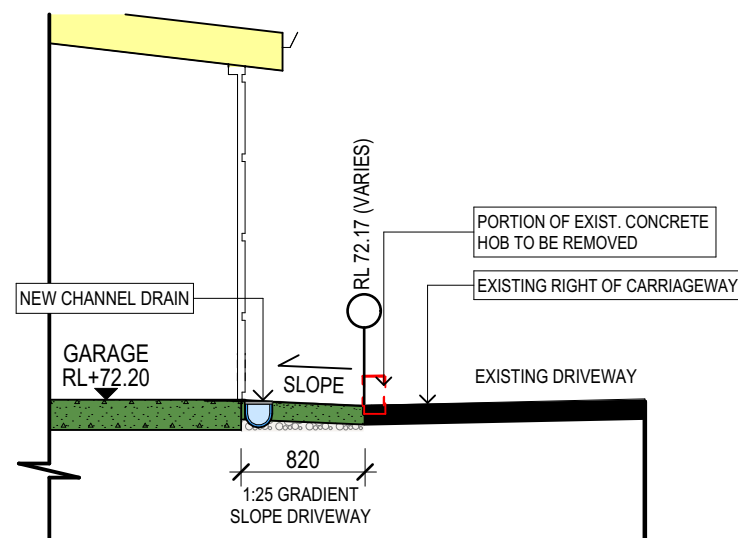 RL 72.17 (VARIES)
PORTION OF EXIST. CONCRETE
HOB TO BE REMOVED
EXISTING RIGHT OF CARRIAGEWAY
NEW CHANNEL DRAIN
GARAGE
RL+72.20
SLOPE
EXISTING DRIVEWAY
820
1:25 GRADIENT
SLOPE DRIVEWAY